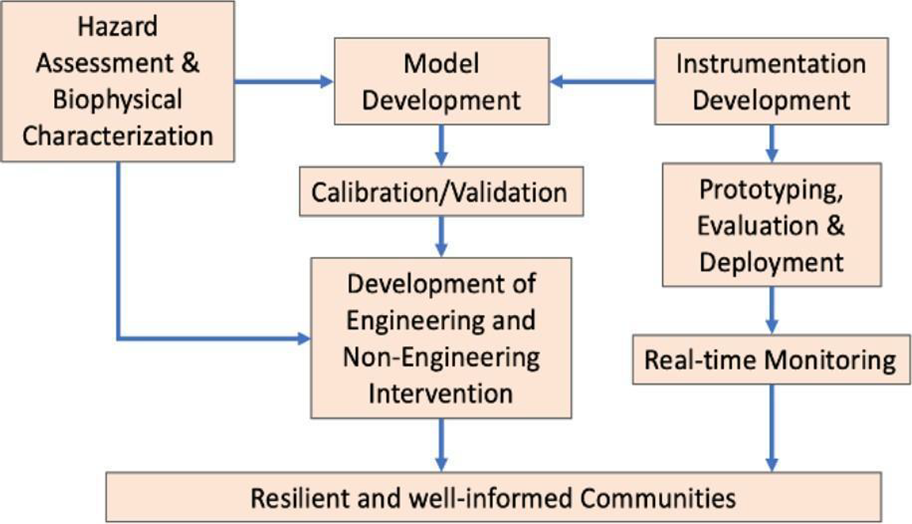 Hazard
Assessment &
Biophysical
Characterization
Model
Development
Instrumentation
Development
Calibration/Validation
Prototyping,
Evaluation &
Deployment
Development of
Engineering and
Non-Engineering
Intervention
Real-time Monitoring
Resilient and well-informed Communities